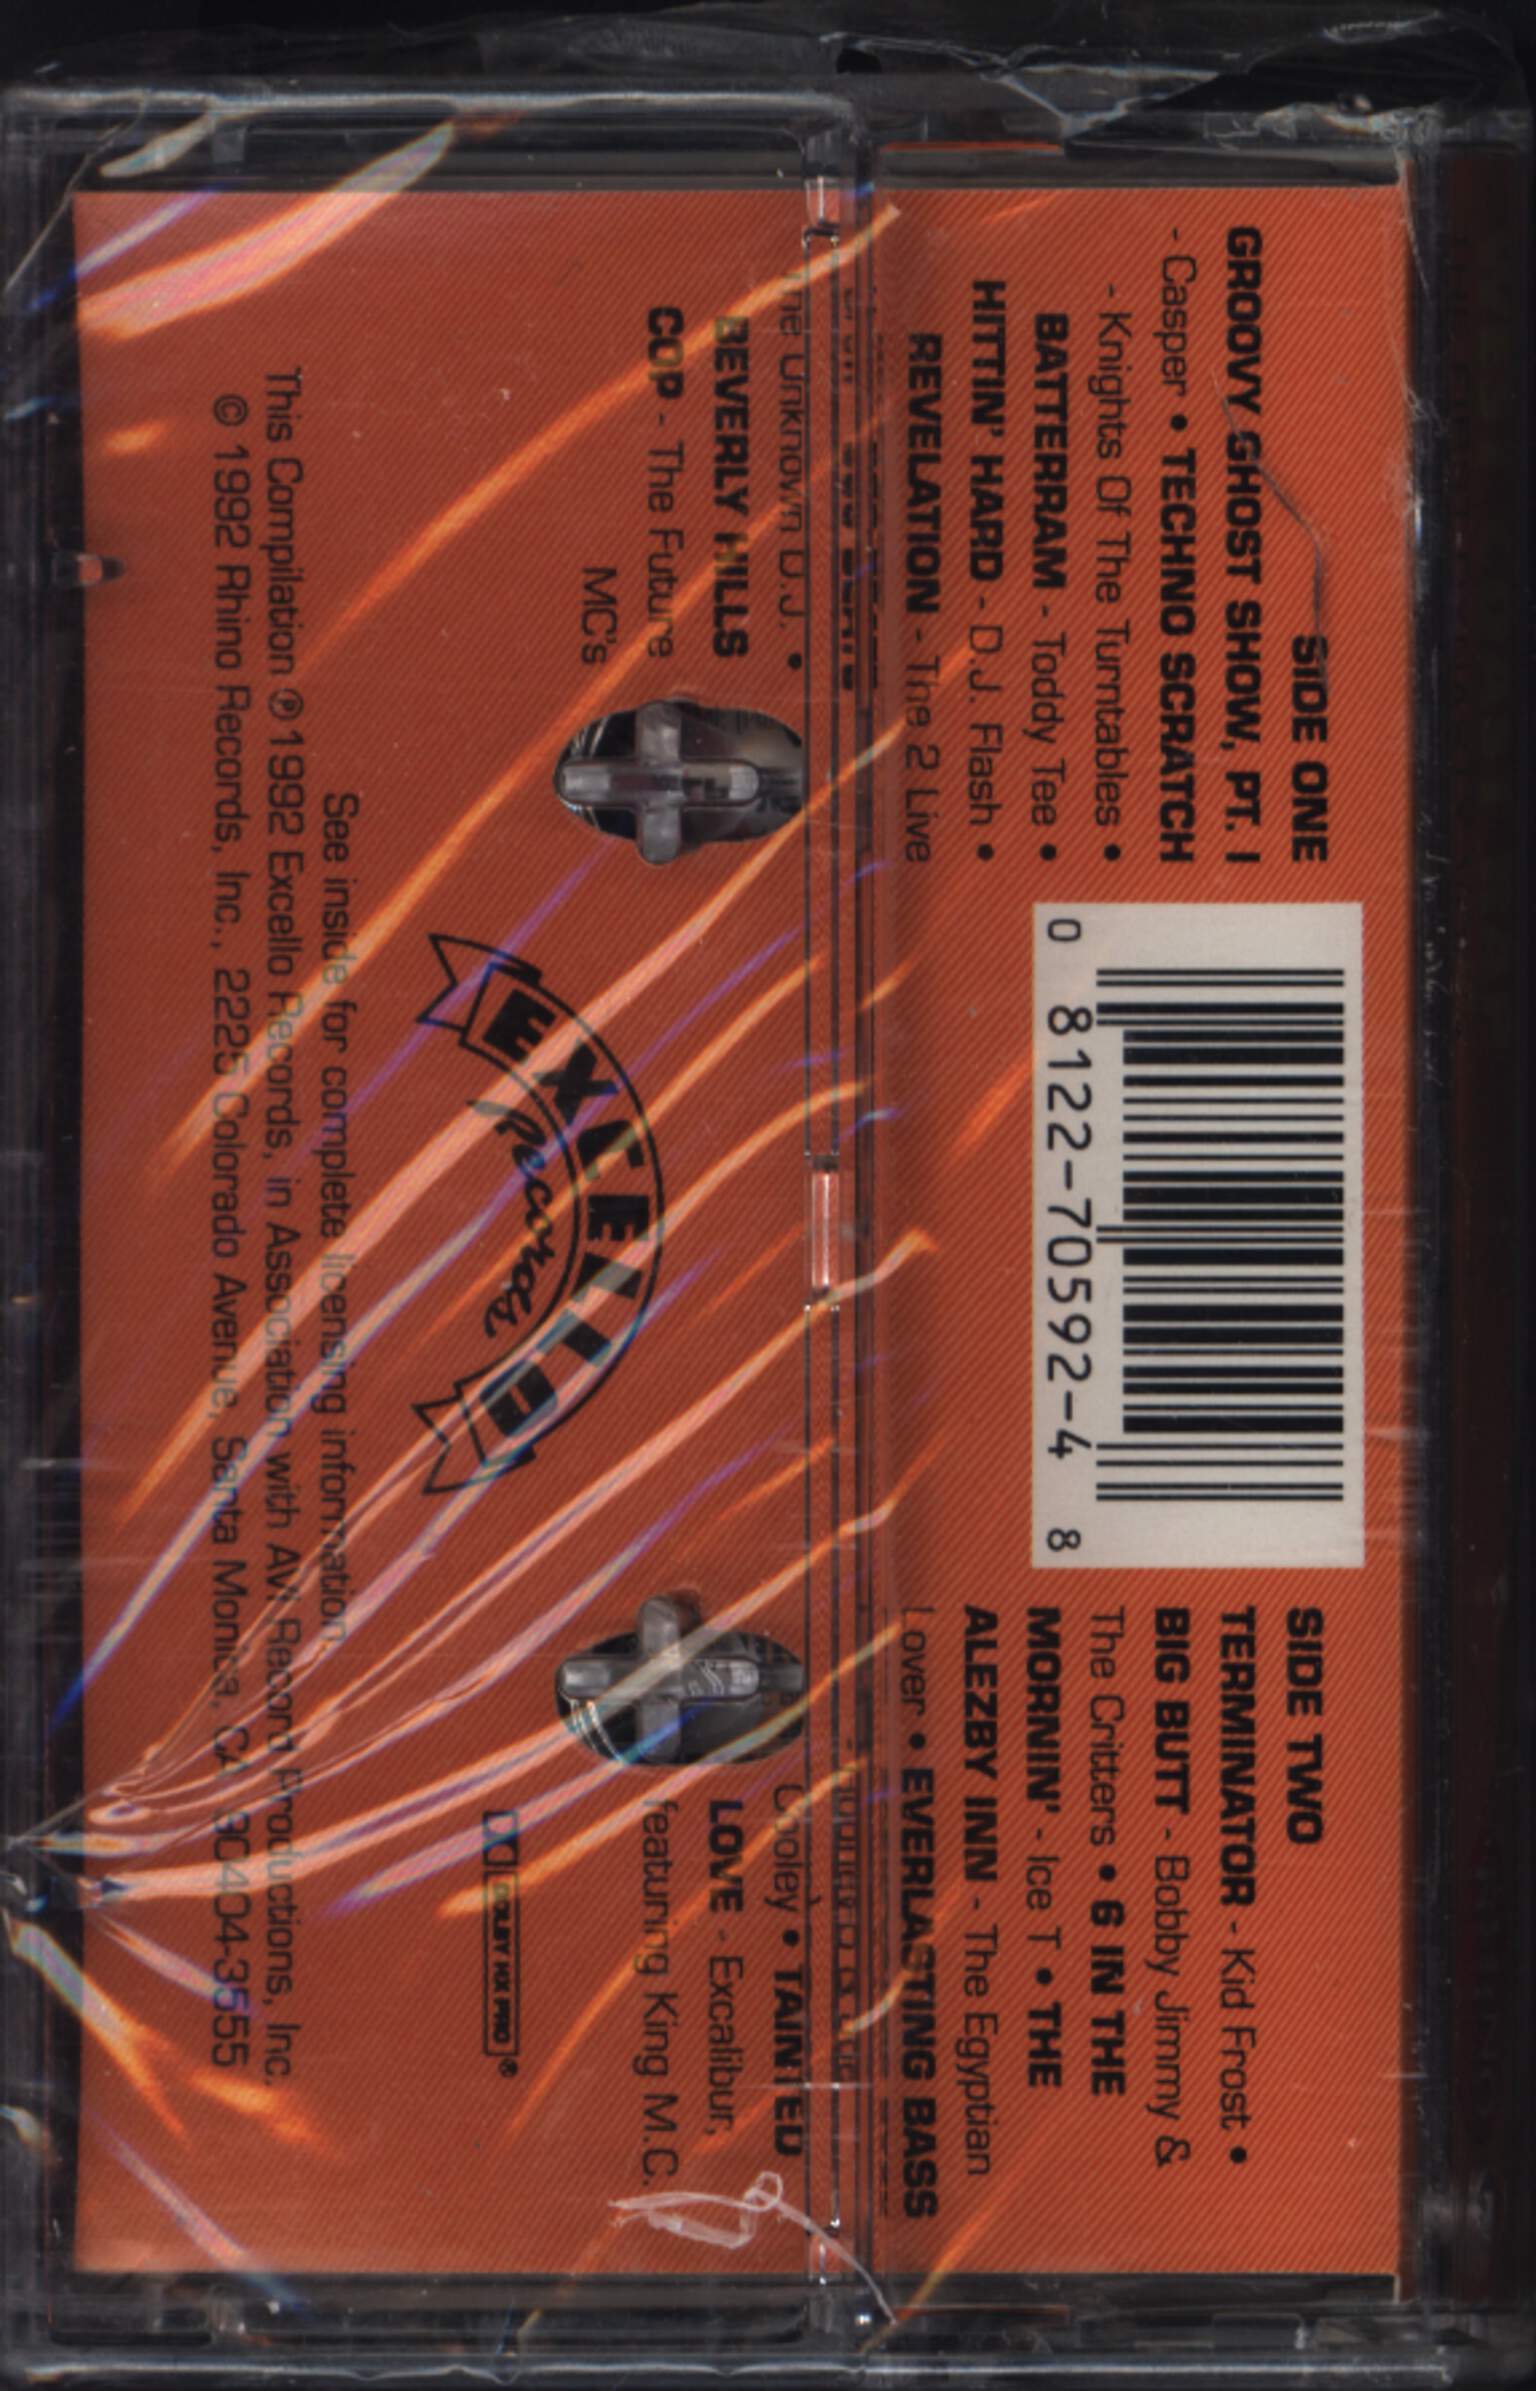 SIDE ONE
GROOVY GHOST SHOW, PT. I
- Casper • TECHNO SCRATCH
- Knights Of The Turntables •
BATTERRAM - Toddy Tee •
HITTIN' HARD - D.J. Flash •
REVELATION - The 2 Live
The Unknown D.J. •
BEVERLY HILLS
COP - The Future
MC's
0 8122-70592-4 8
SIDE TWO
TERMINATOR - Kid Frost •
BIG BUTT - Bobby Jimmy &
The Critters • 6 IN THE
MORNIN' - Ice T • THE
ALEZBY INN - The Egyptian
Lover • EVERLASTING BASS
Cooley • TAINTED
LOVE - Excalibur,
featuring King M.C.
EXCELLO
Records
DOLBY HX PRO®
See inside for complete licensing information.
This Compilation ℗ 1992 Excello Records, in Association with AVI Record Productions, Inc.
© 1992 Rhino Records, Inc., 2225 Colorado Avenue, Santa Monica, CA 90404-3555